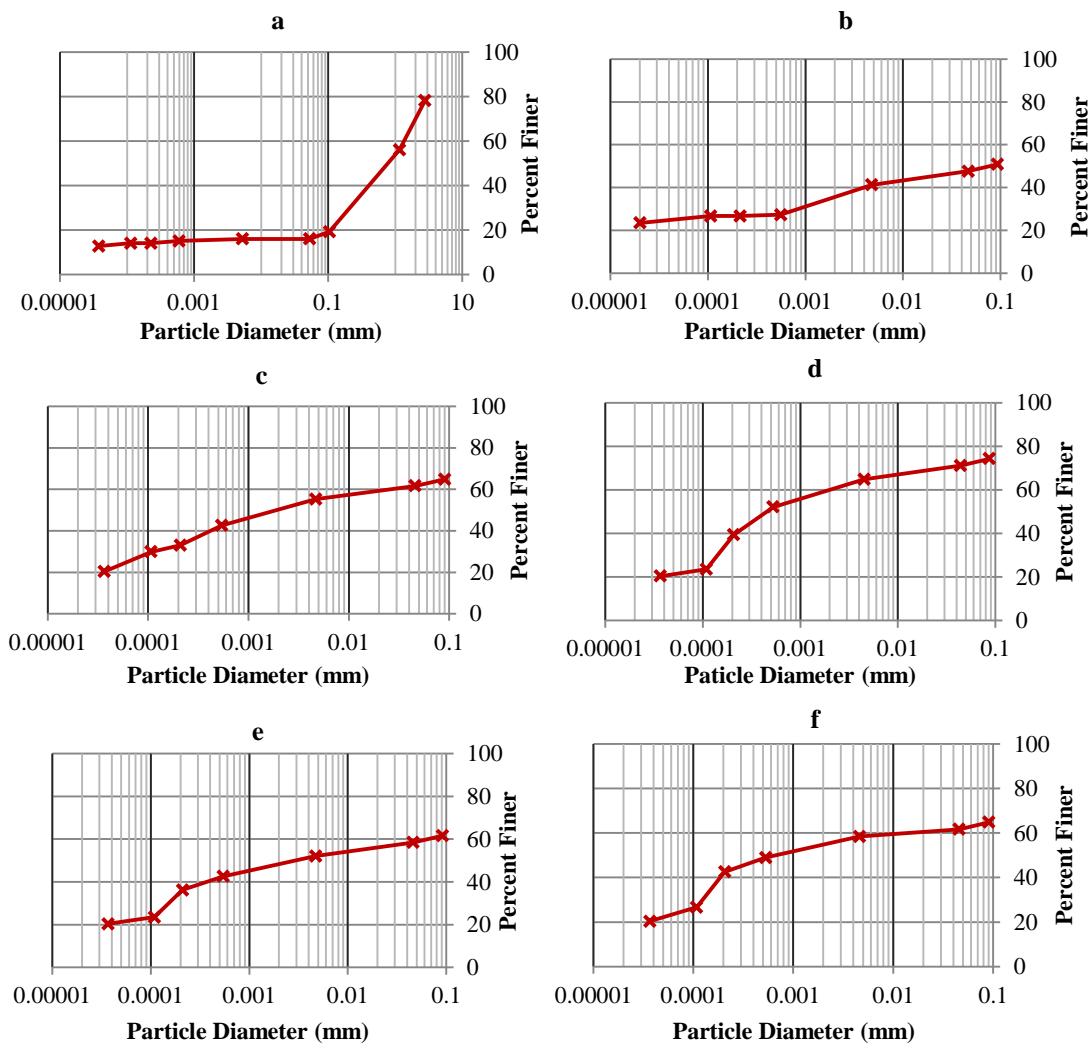 a
100
80
60
40
20
0
Percent Finer
0.00001 0.001 0.1 10
Particle Diameter (mm)
b
100
80
60
40
20
0
Percent Finer
0.00001 0.0001 0.001 0.01 0.1
Particle Diameter (mm)
c
100
80
60
40
20
0
Percent Finer
0.00001 0.0001 0.001 0.01 0.1
Particle Diameter (mm)
d
100
80
60
40
20
0
Percent Finer
0.00001 0.0001 0.001 0.01 0.1
Paticle Diameter (mm)
e
100
80
60
40
20
0
Percent Finer
0.00001 0.0001 0.001 0.01 0.1
Particle Diameter (mm)
f
100
80
60
40
20
0
Percent Finer
0.00001 0.0001 0.001 0.01 0.1
Particle Diameter (mm)